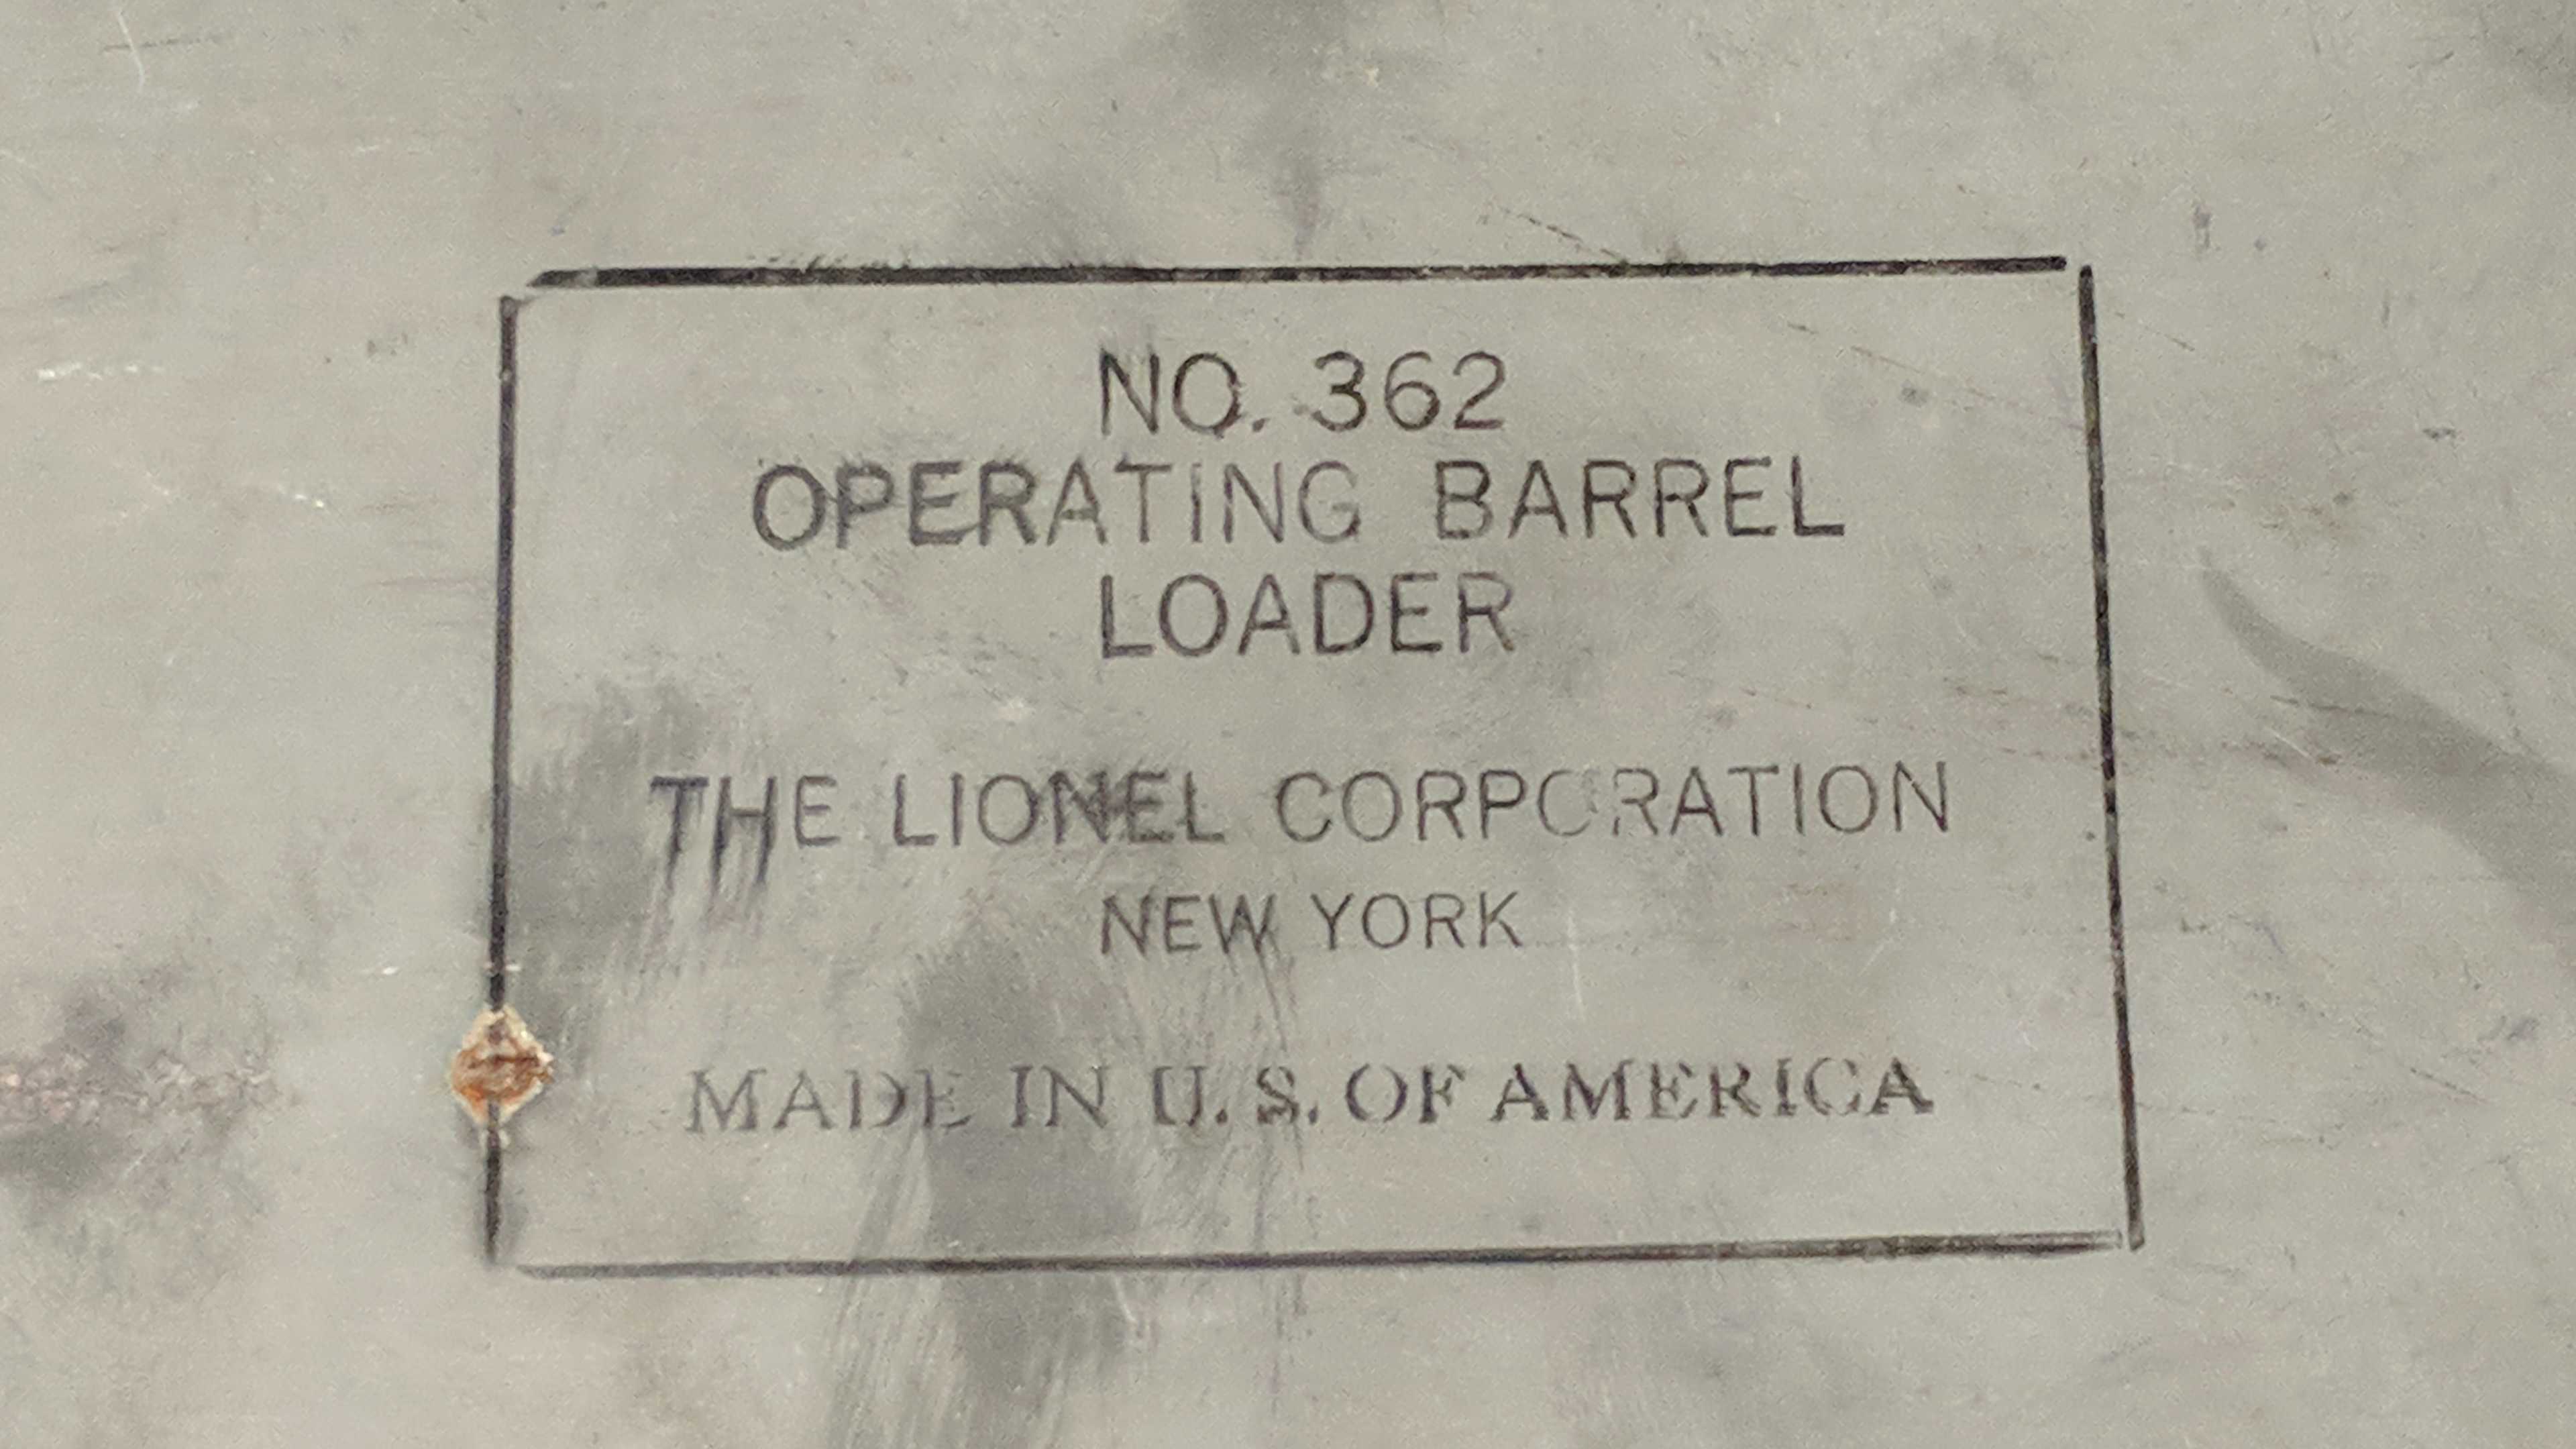 NO. 362
OPERATING BARREL
LOADER
THE LIONEL CORPORATION
NEW YORK
MADE IN U. S. OF AMERICA